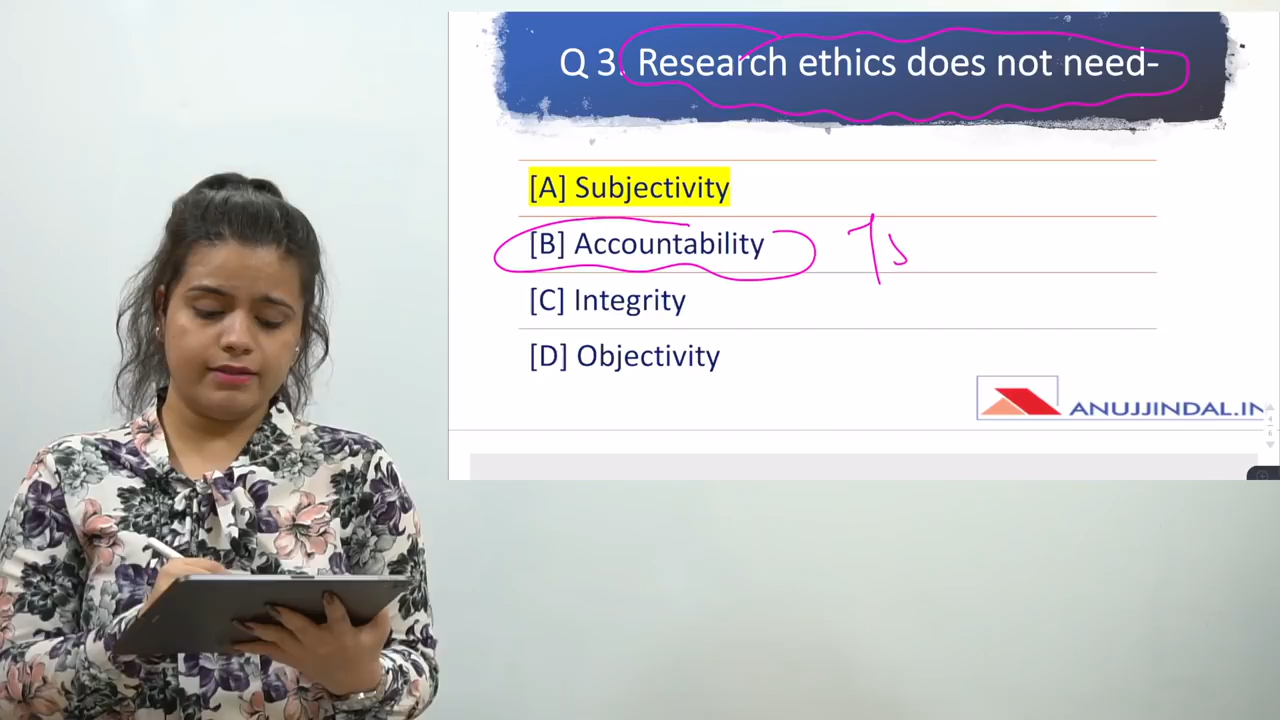 Q 3. Research ethics does not need-
[A] Subjectivity
[B] Accountability
[C] Integrity
[D] Objectivity
ANUJJINDAL.IN